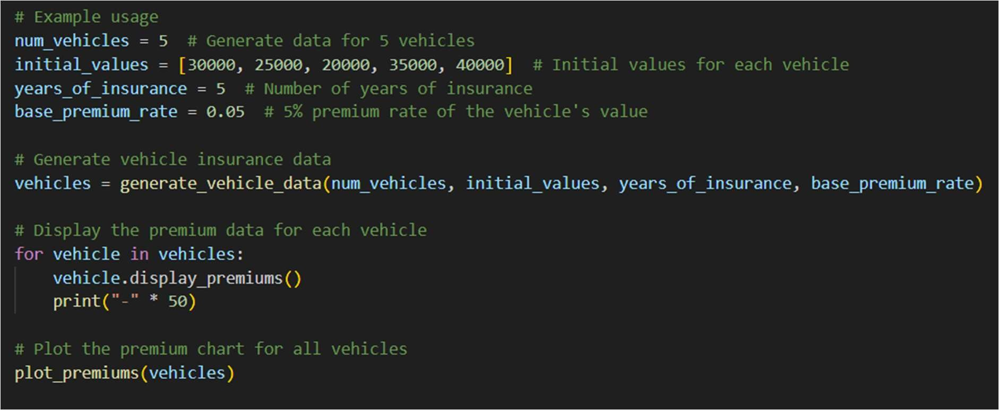 # Example usage
num_vehicles = 5  # Generate data for 5 vehicles
initial_values = [30000, 25000, 20000, 35000, 40000]  # Initial values for each vehicle
years_of_insurance = 5  # Number of years of insurance
base_premium_rate = 0.05  # 5% premium rate of the vehicle's value
# Generate vehicle insurance data
vehicles = generate_vehicle_data(num_vehicles, initial_values, years_of_insurance, base_premium_rate)
# Display the premium data for each vehicle
for vehicle in vehicles:
    vehicle.display_premiums()
    print("-" * 50)
# Plot the premium chart for all vehicles
plot_premiums(vehicles)